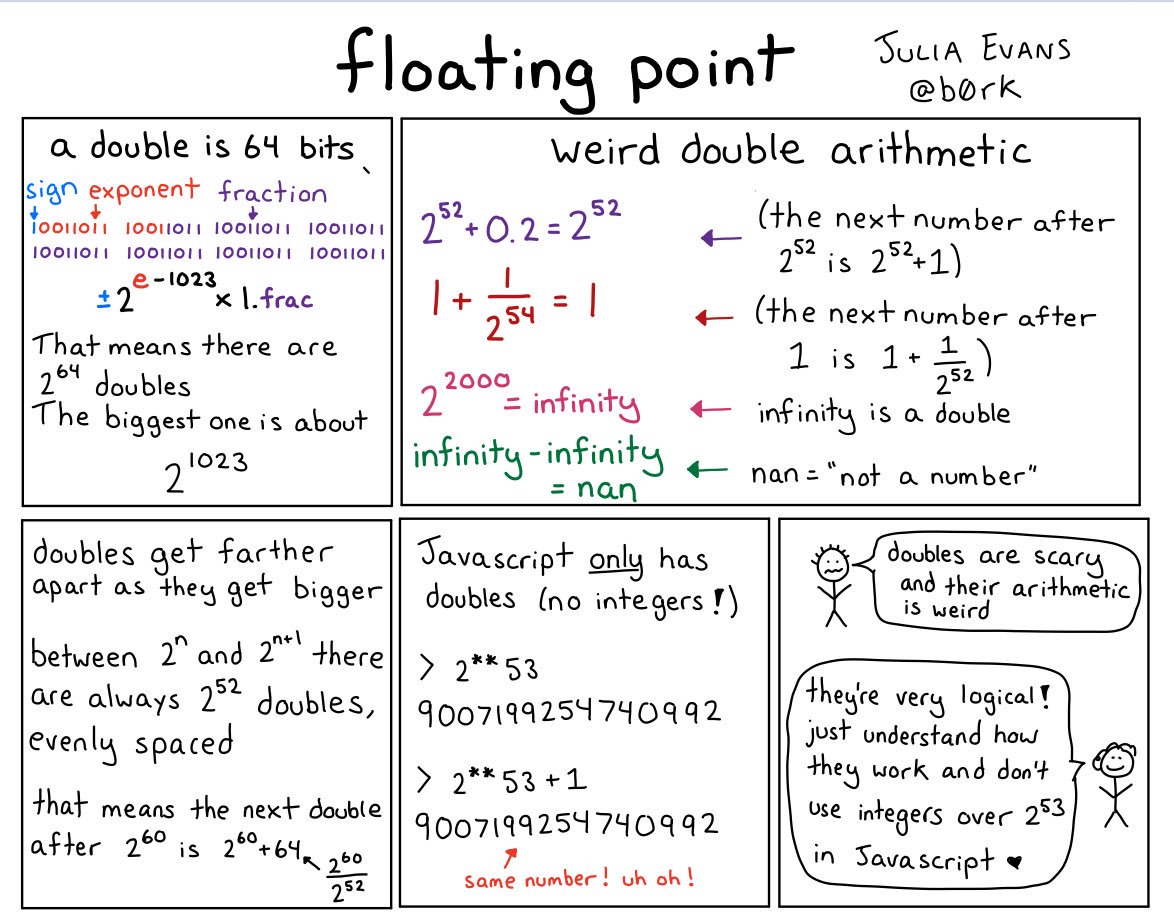 floating point
JULIA EVANS
@b0rk
a double is 64 bits
sign exponent fraction
10011011 10011011 10011011 10011011
10011011 10011011 10011011 10011011
±2^(e-1023) × 1.frac
That means there are
2^64 doubles
The biggest one is about
2^1023
weird double arithmetic
2^52 + 0.2 = 2^52 ← (the next number after
2^52 is 2^52+1)
1 + 1/2^54 = 1 ← (the next number after
1 is 1 + 1/2^52)
2^2000 = infinity ← infinity is a double
infinity - infinity
= nan ← nan = "not a number"
doubles get farther
apart as they get bigger
between 2^n and 2^(n+1) there
are always 2^52 doubles,
evenly spaced
that means the next double
after 2^60 is 2^60+64
2^60/2^52
Javascript only has
doubles (no integers!)
> 2**53
9007199254740992
> 2**53 + 1
9007199254740992
same number! uh oh!
doubles are scary
and their arithmetic
is weird
they're very logical!
just understand how
they work and don't
use integers over 2^53
in Javascript ♥